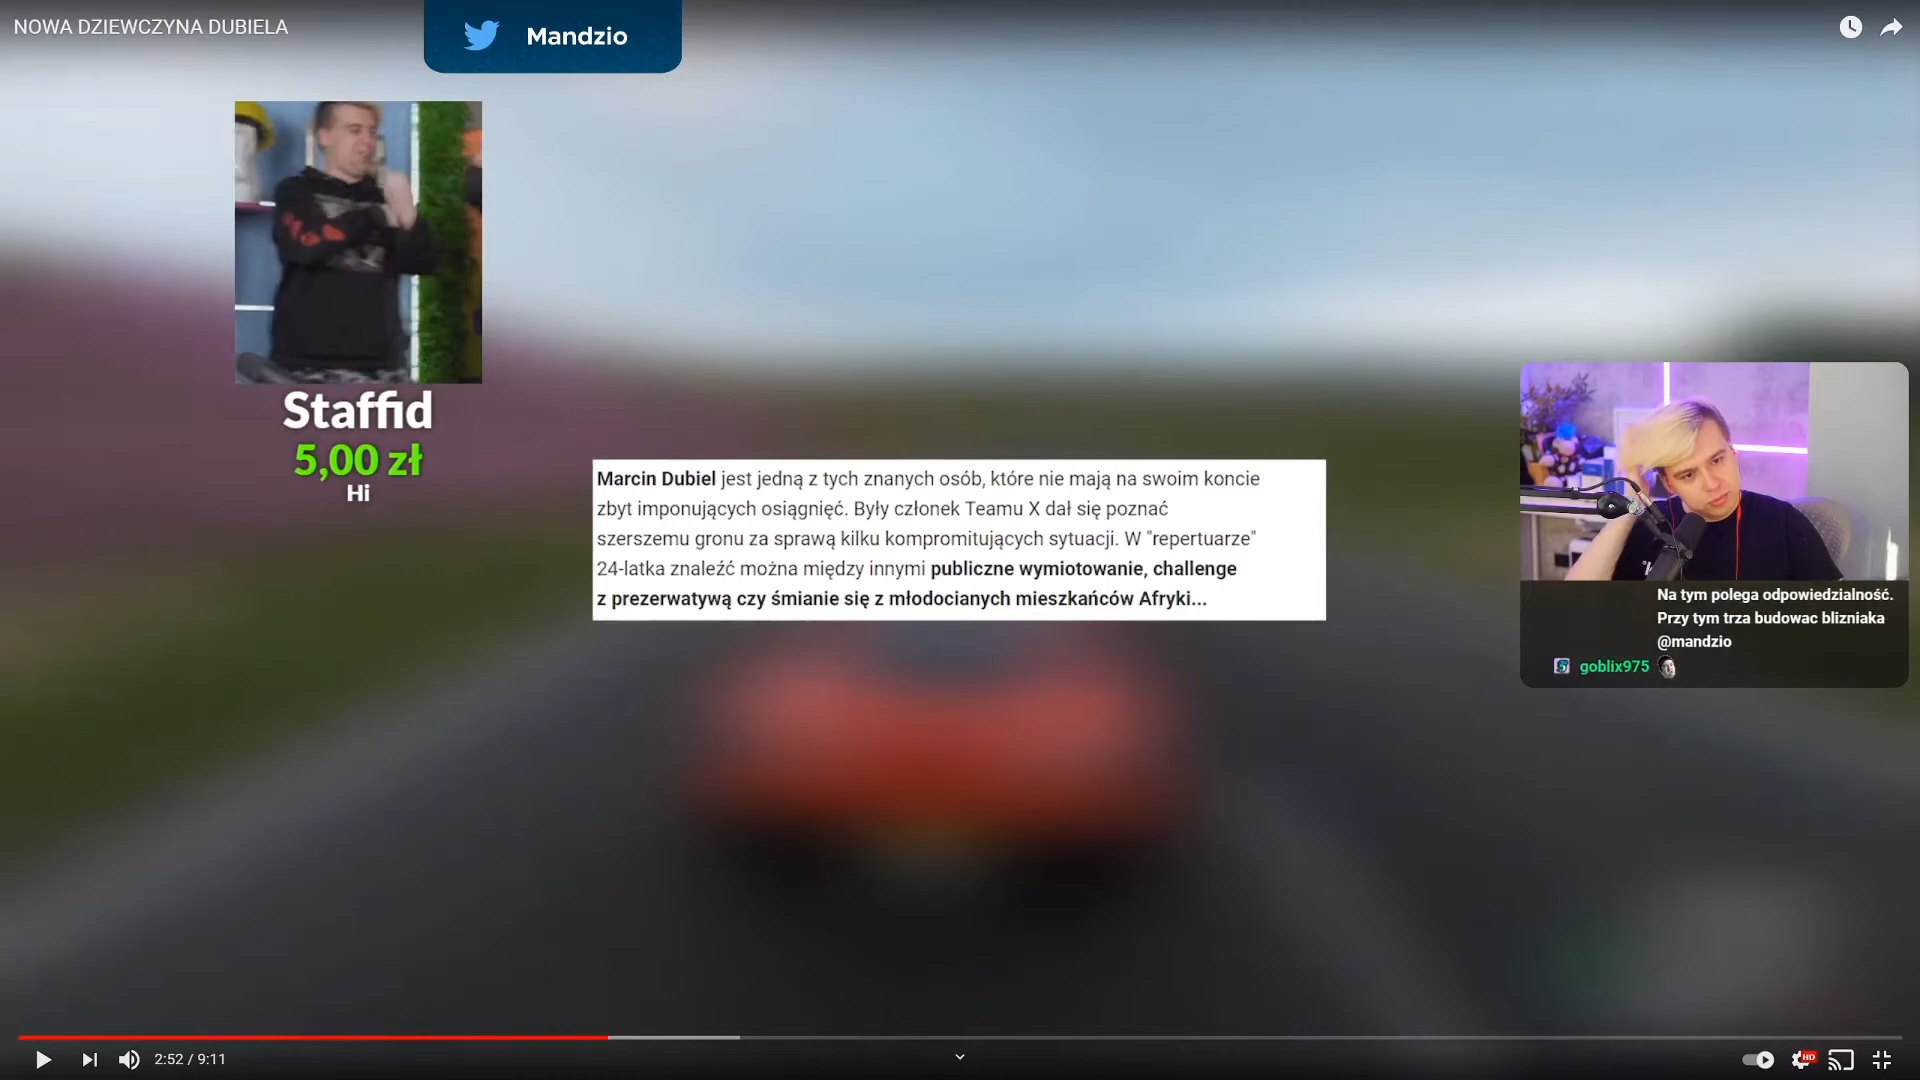 NOWA DZIEWCZYNA DUBIELA
Mandzio
Staffid
5,00 zł
Hi
Marcin Dubiel jest jedną z tych znanych osób, które nie mają na swoim koncie
zbyt imponujących osiągnięć. Były członek Teamu X dał się poznać
szerszemu gronu za sprawą kilku kompromitujących sytuacji. W "repertuarze"
24-latka znaleźć można między innymi publiczne wymiotowanie, challenge
z prezerwatywą czy śmianie się z młodocianych mieszkańców Afryki...
Na tym polega odpowiedzialność.
Przy tym trza budowac blizniaka
@mandzio
goblix975
2:52 / 9:11
HD